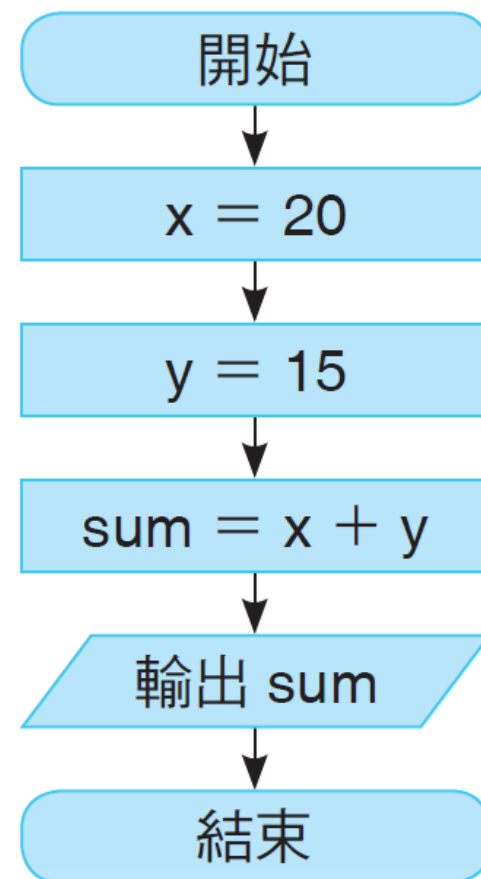 開始
x = 20
y = 15
sum = x + y
輸出 sum
結束